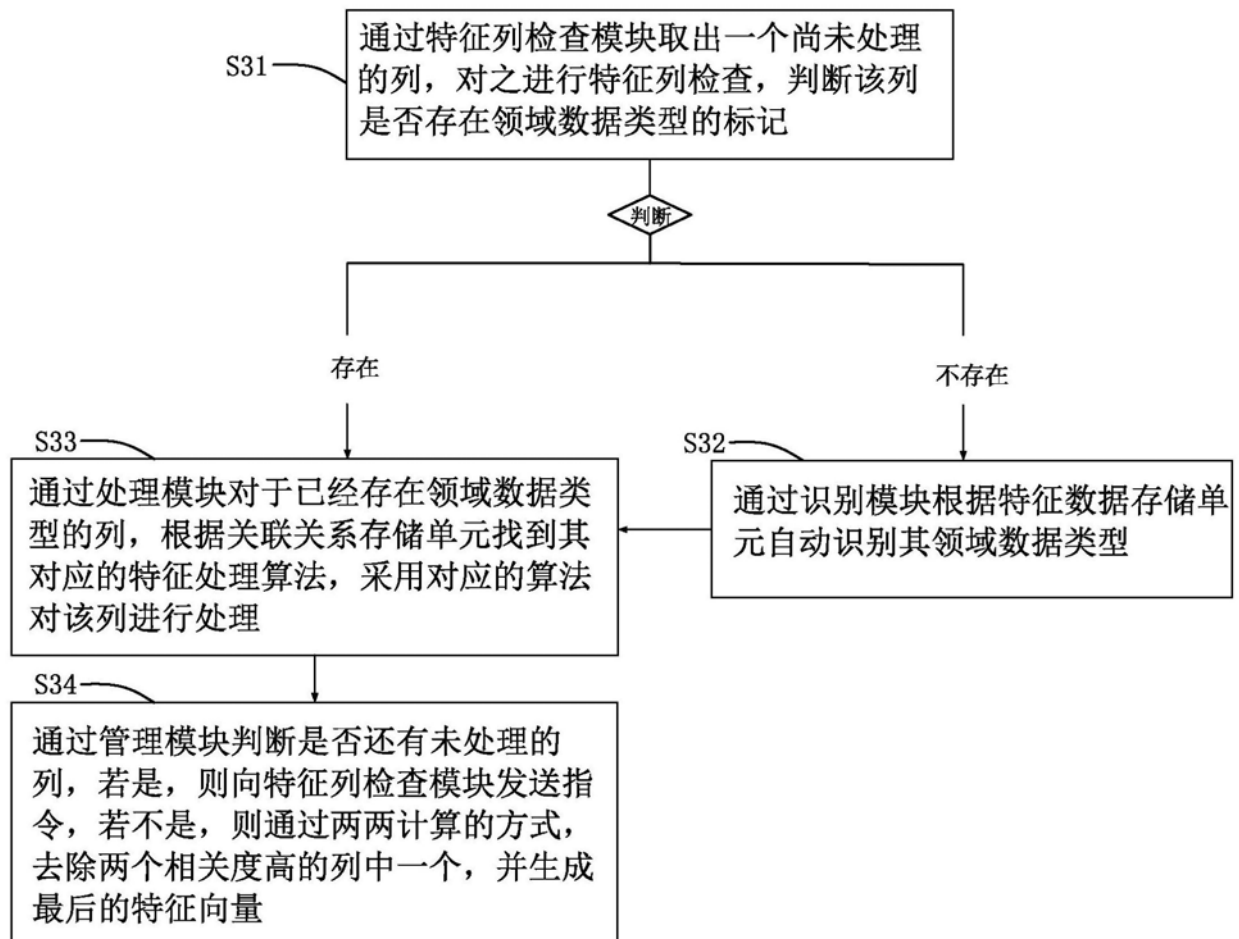 S31
通过特征列检查模块取出一个尚未处理
的列，对之进行特征列检查，判断该列
是否存在领域数据类型的标记
判断
存在
不存在
S33
通过处理模块对于已经存在领域数据类
型的列，根据关联关系存储单元找到其
对应的特征处理算法，采用对应的算法
对该列进行处理
S32
通过识别模块根据特征数据存储单
元自动识别其领域数据类型
S34
通过管理模块判断是否还有未处理的
列，若是，则向特征列检查模块发送指
令，若不是，则通过两两计算的方式，
去除两个相关度高的列中一个，并生成
最后的特征向量